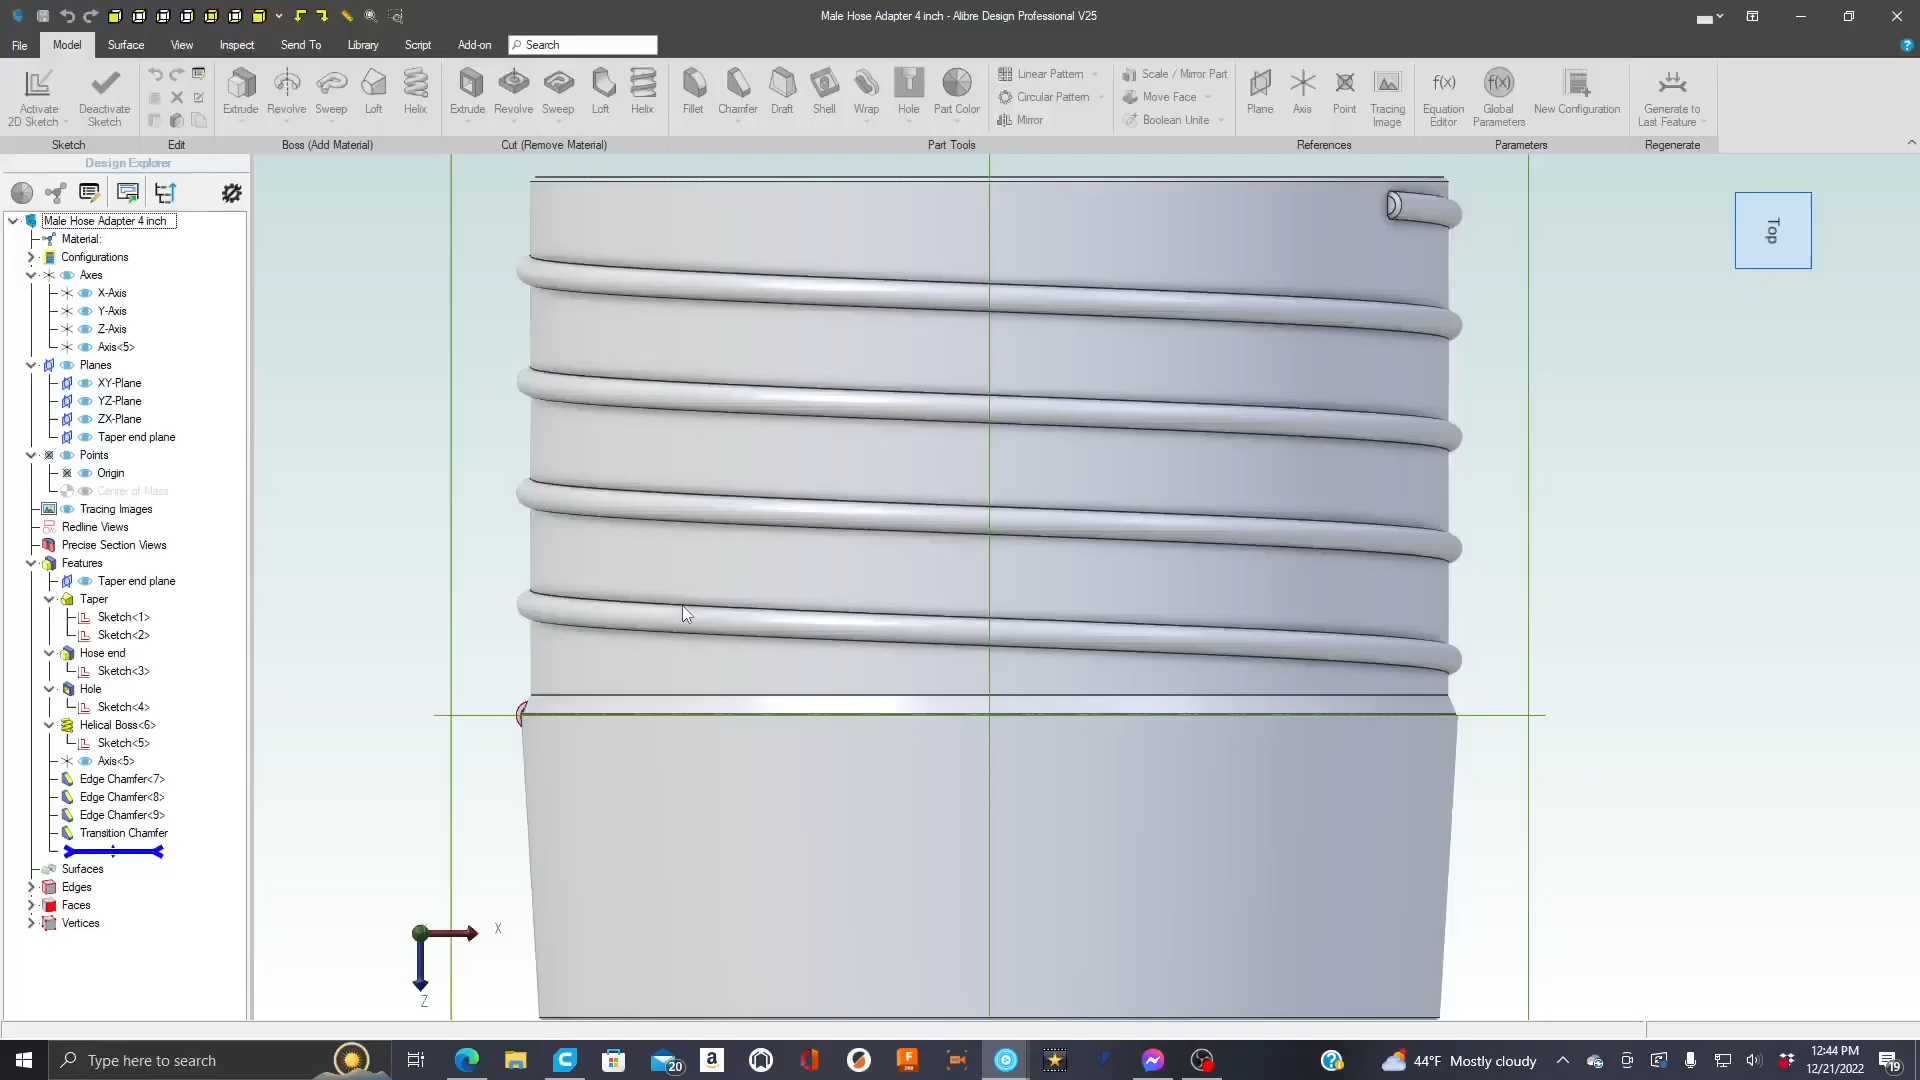 Male Hose Adapter 4 inch - Alibre Design Professional V25
File Model Surface View Inspect Send To Library Script Add-on Search
Activate 2D Sketch
Deactivate Sketch
Extrude Revolve Sweep Loft Helix
Extrude Revolve Sweep Loft Helix
Fillet Chamfer Draft Shell Wrap Hole Part Color
Linear Pattern
Circular Pattern
Mirror
Scale / Mirror Part
Move Face
Boolean Unite
Plane Axis Point Tracing Image
f(x) Equation Editor
f(x) Global Parameters
New Configuration
Generate to Last Feature
Sketch Edit Boss (Add Material) Cut (Remove Material) Part Tools References Parameters Regenerate
Design Explorer
Male Hose Adapter 4 inch
Material:
Configurations
Axes
X-Axis
Y-Axis
Z-Axis
Axis<5>
Planes
XY-Plane
YZ-Plane
ZX-Plane
Taper end plane
Points
Origin
Center of Mass
Tracing Images
Redline Views
Precise Section Views
Features
Taper end plane
Taper
Sketch<1>
Sketch<2>
Hose end
Sketch<3>
Hole
Sketch<4>
Helical Boss<6>
Sketch<5>
Axis<5>
Edge Chamfer<7>
Edge Chamfer<8>
Edge Chamfer<9>
Transition Chamfer
Surfaces
Edges
Faces
Vertices
Top
X
Z
Type here to search
20
44°F Mostly cloudy
12:44 PM
12/21/2022
19